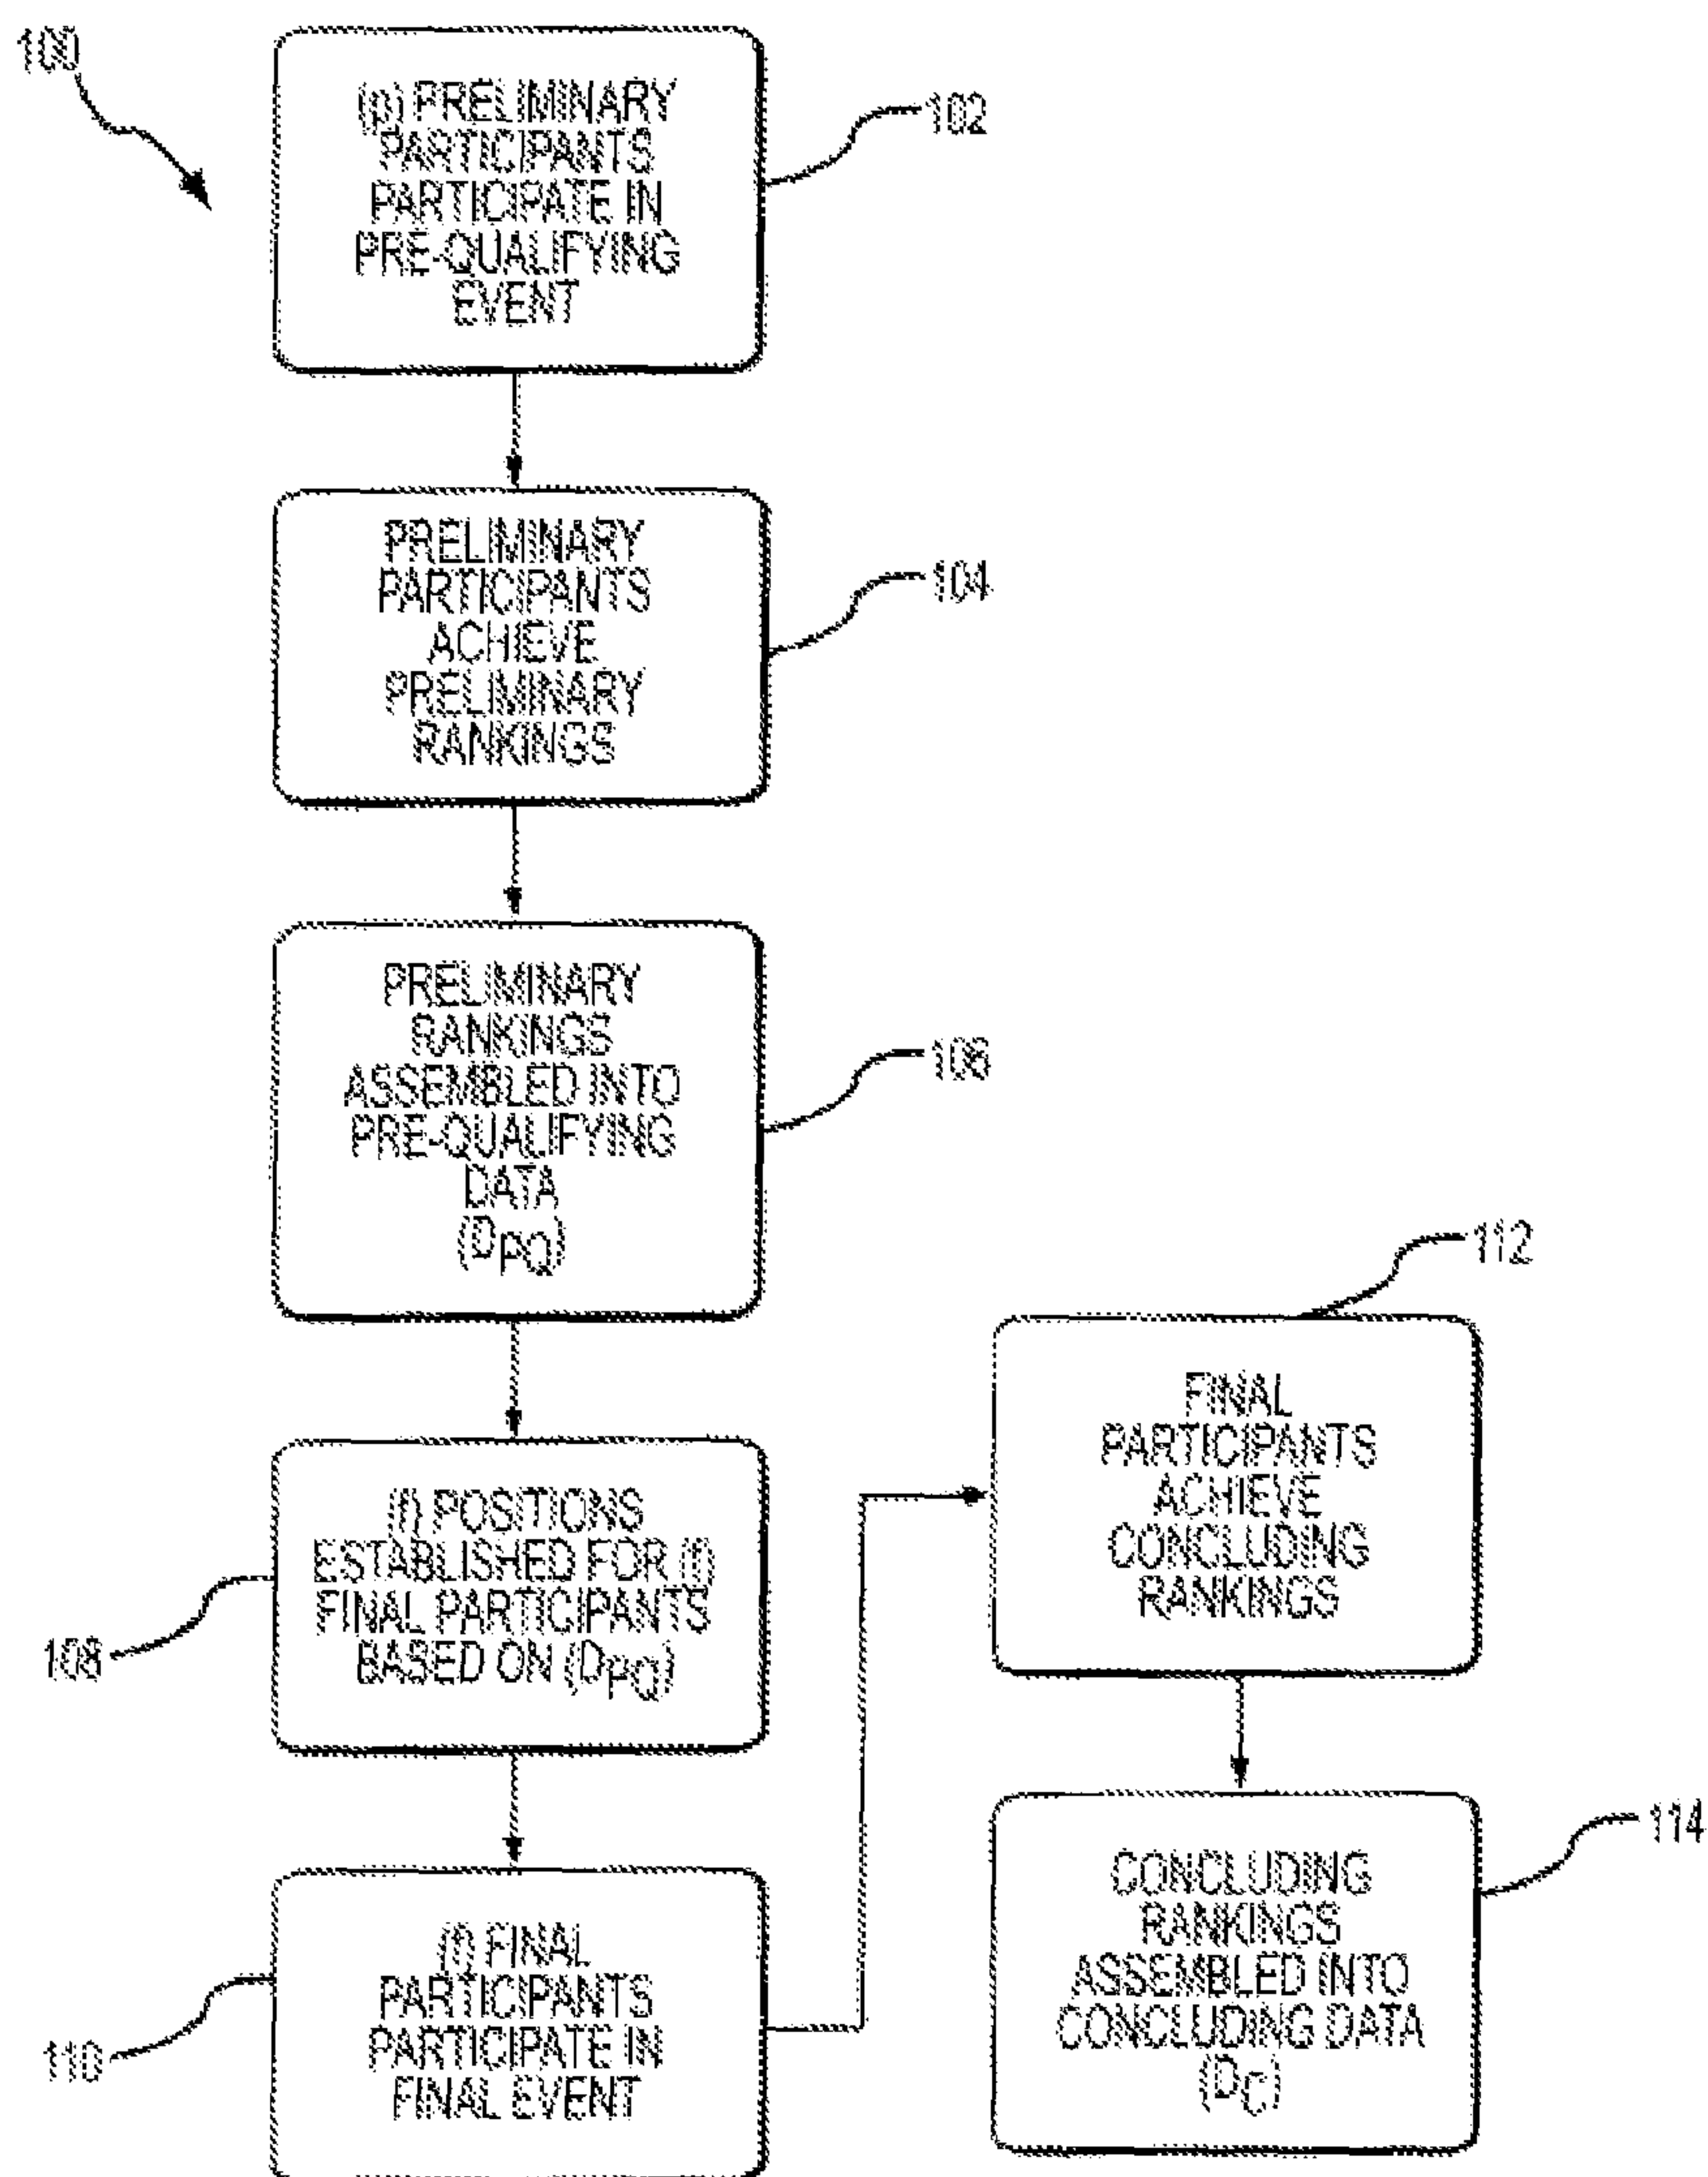 100
(p) PRELIMINARY
PARTICIPANTS
PARTICIPATE IN
PRE-QUALIFYING
EVENT
102
PRELIMINARY
PARTICIPANTS
ACHIEVE
PRELIMINARY
RANKINGS
104
PRELIMINARY
RANKINGS
ASSEMBLED INTO
PRE-QUALIFYING
DATA
(DPQ)
106
(f) POSITIONS
ESTABLISHED FOR (f)
FINAL PARTICIPANTS
BASED ON (DPQ)
108
(f) FINAL
PARTICIPANTS
PARTICIPATE IN
FINAL EVENT
110
112
FINAL
PARTICIPANTS
ACHIEVE
CONCLUDING
RANKINGS
CONCLUDING
RANKINGS
ASSEMBLED INTO
CONCLUDING DATA
(DC)
114